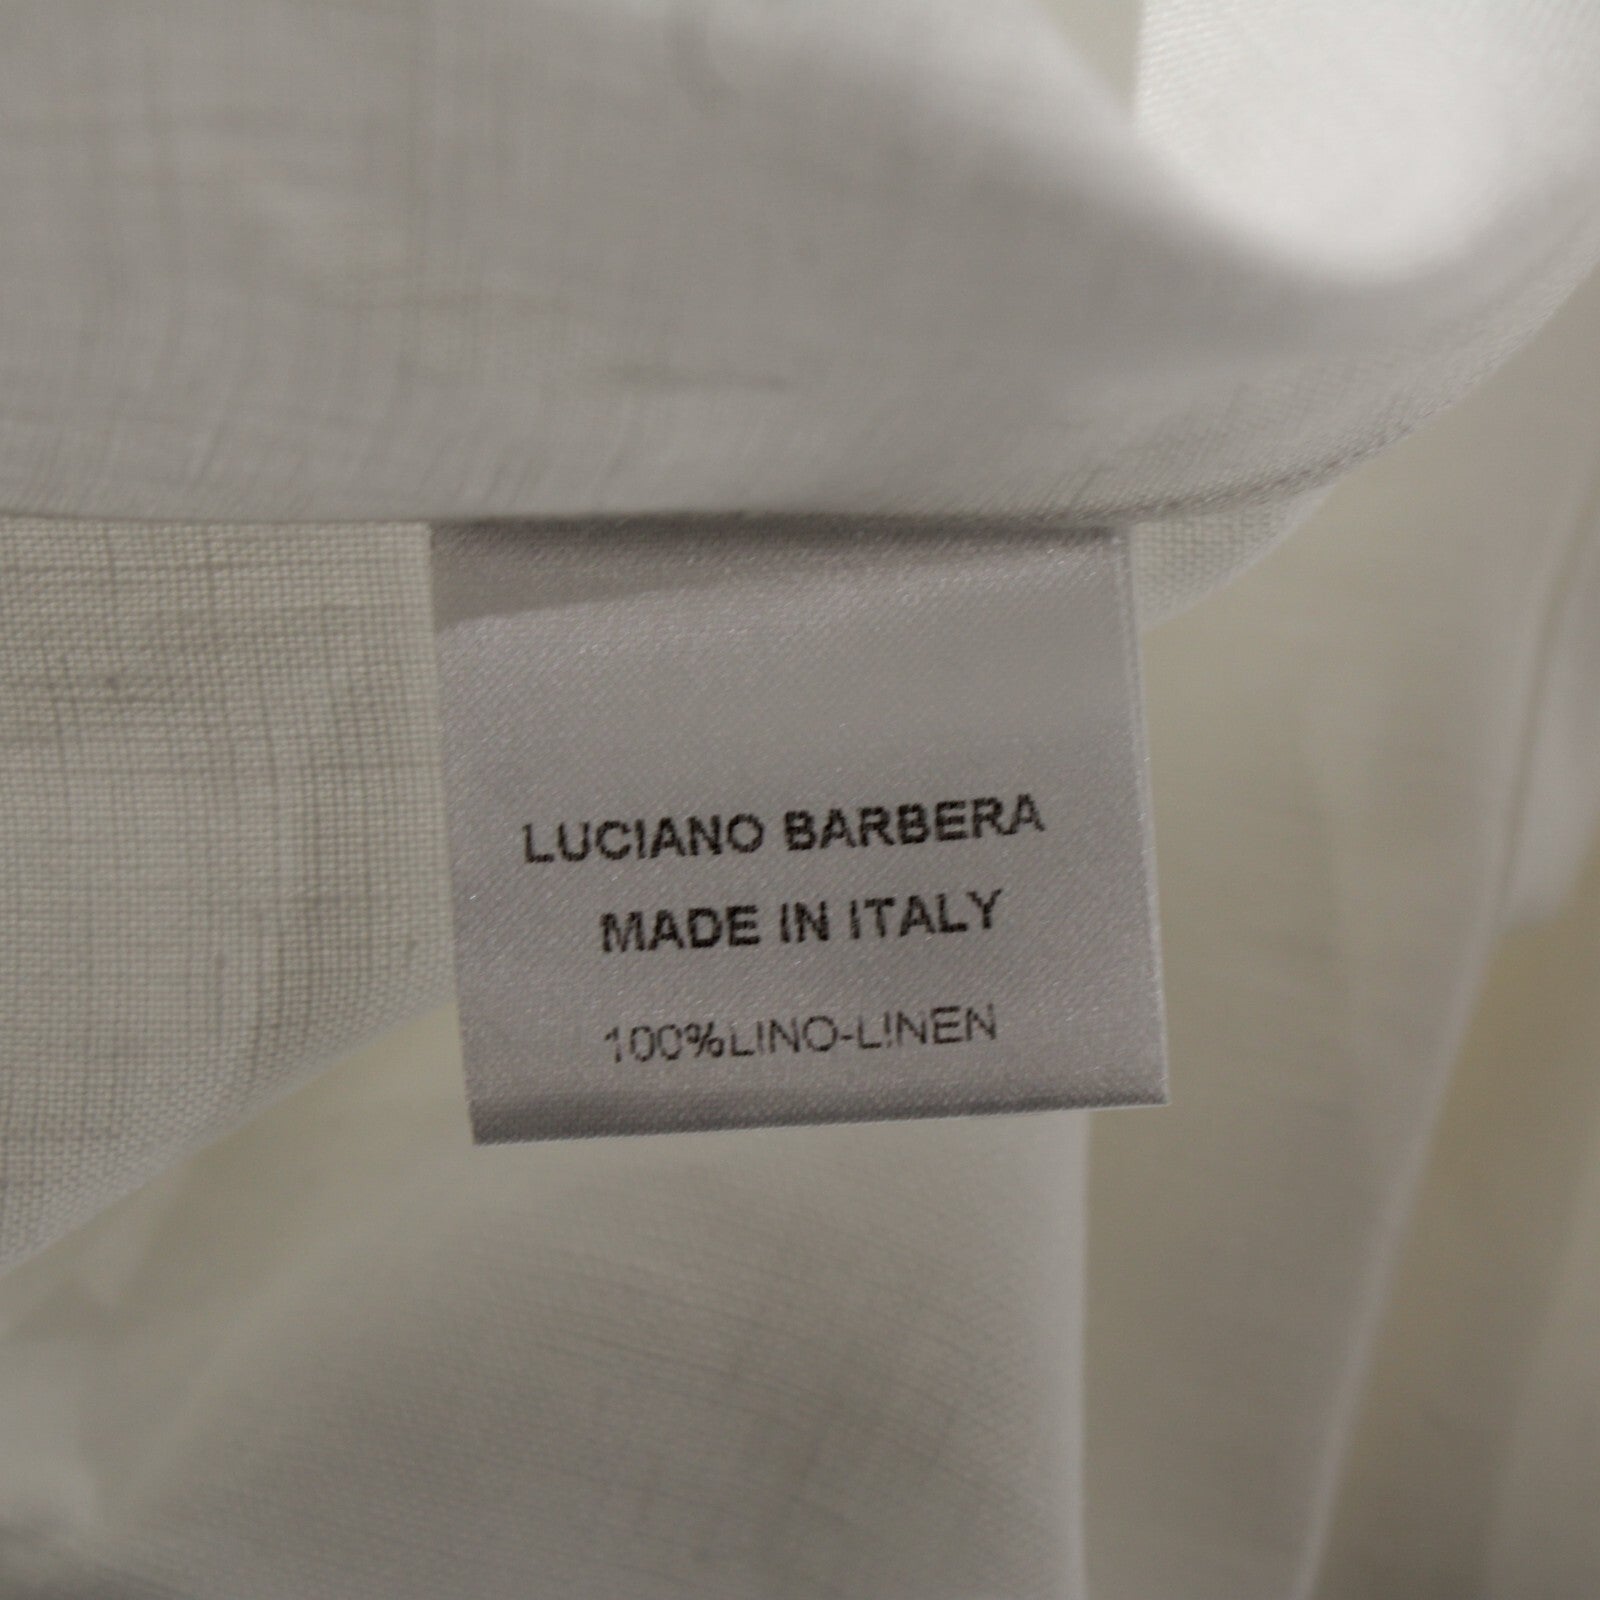 LUCIANO BARBERA
MADE IN ITALY
100%LINO-LINEN